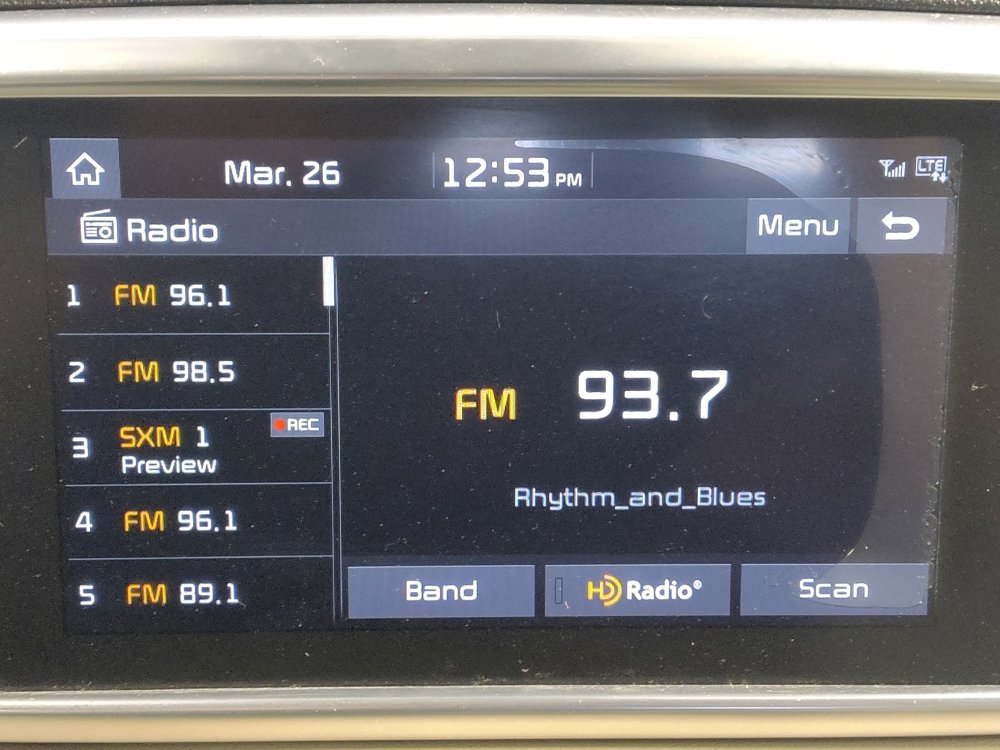 Mar. 26 12:53 PM LTE
Radio Menu
1 FM 96.1
2 FM 98.5
3 SXM 1 REC
Preview
4 FM 96.1
5 FM 89.1
FM 93.7
Rhythm_and_Blues
Band HD Radio® Scan